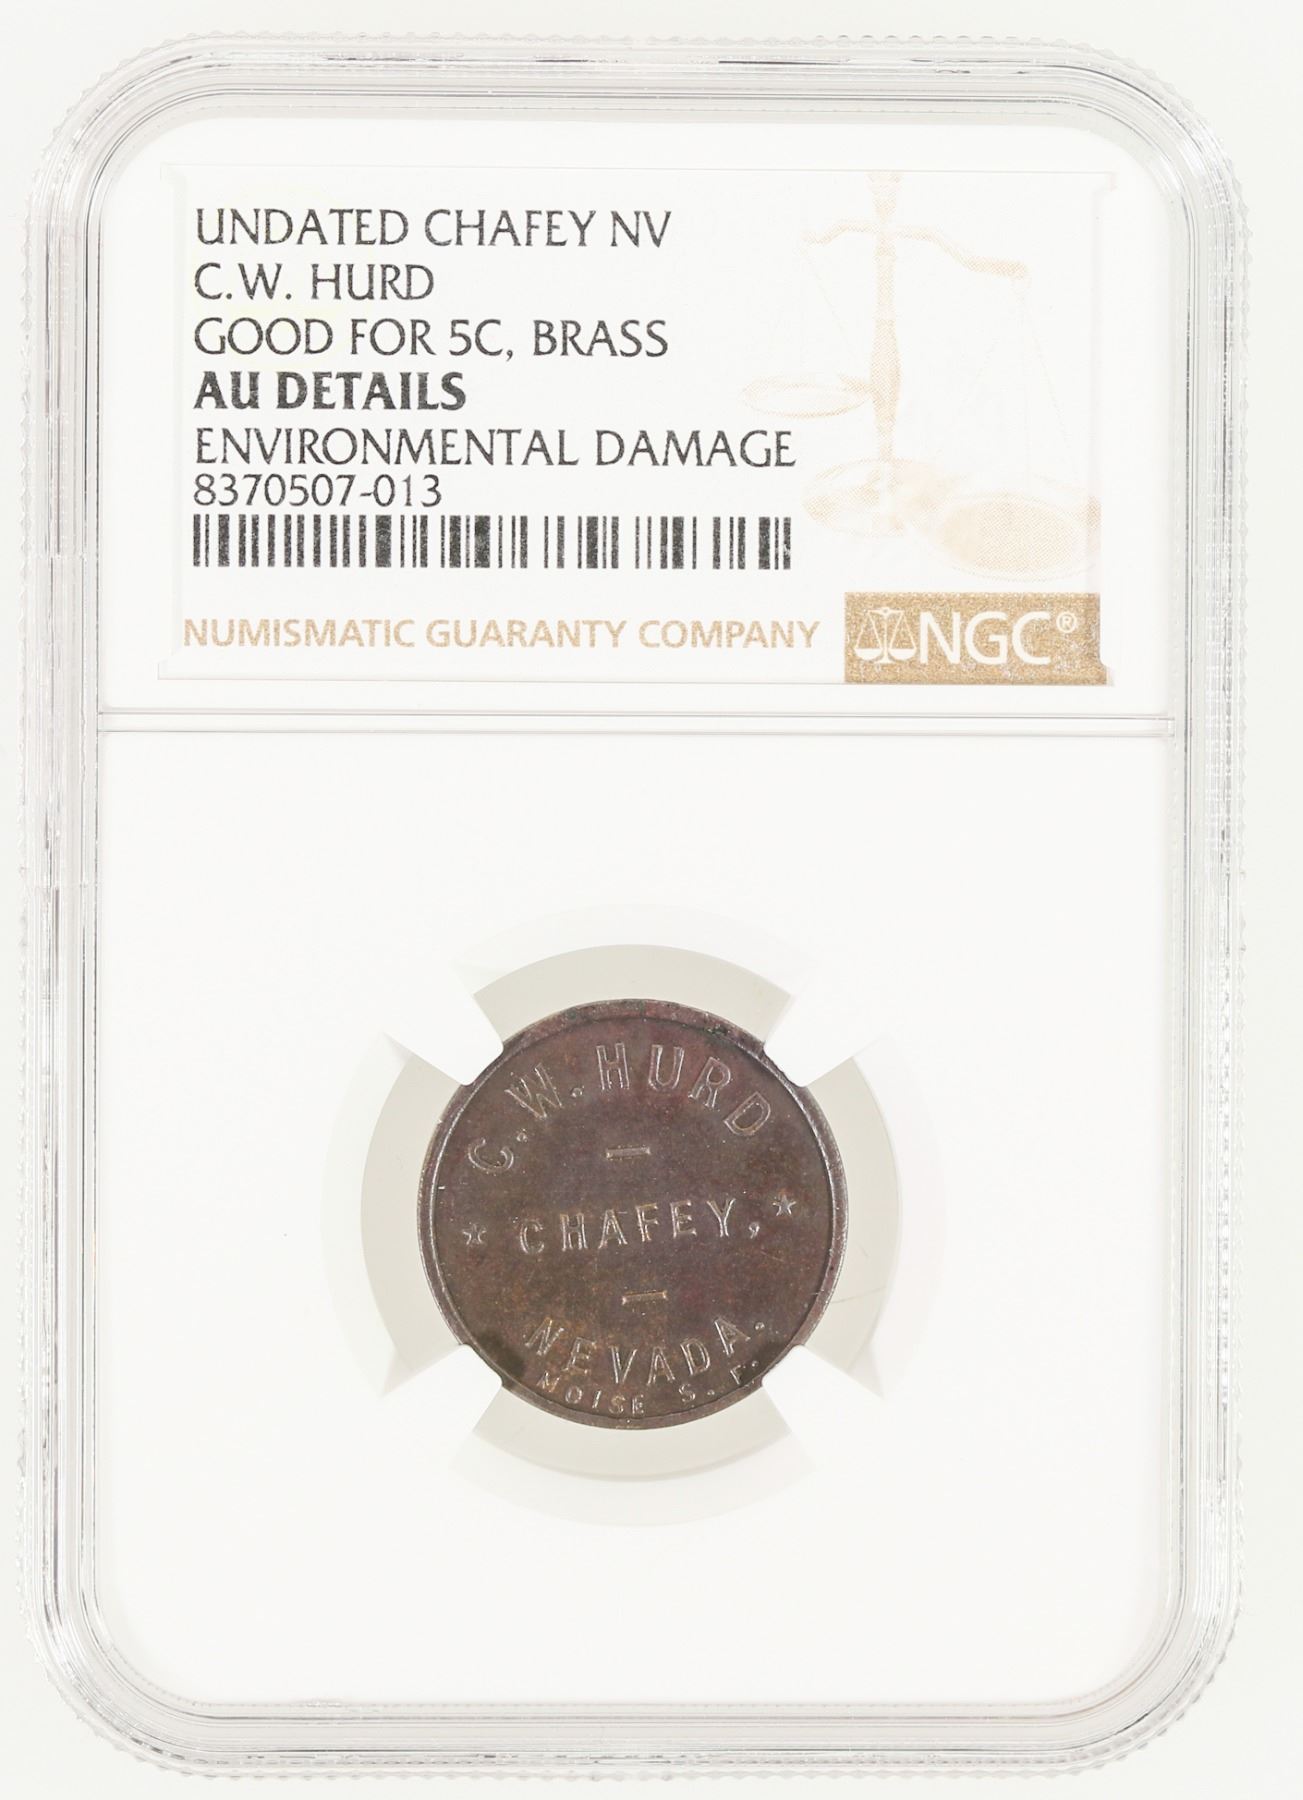 UNDATED CHAFEY NV
C.W. HURD
GOOD FOR 5C, BRASS
AU DETAILS
ENVIRONMENTAL DAMAGE
8370507-013
NUMISMATIC GUARANTY COMPANY
NGC®
C. W. HURD
CHAFEY,
NEVADA.
MOISE S. F.